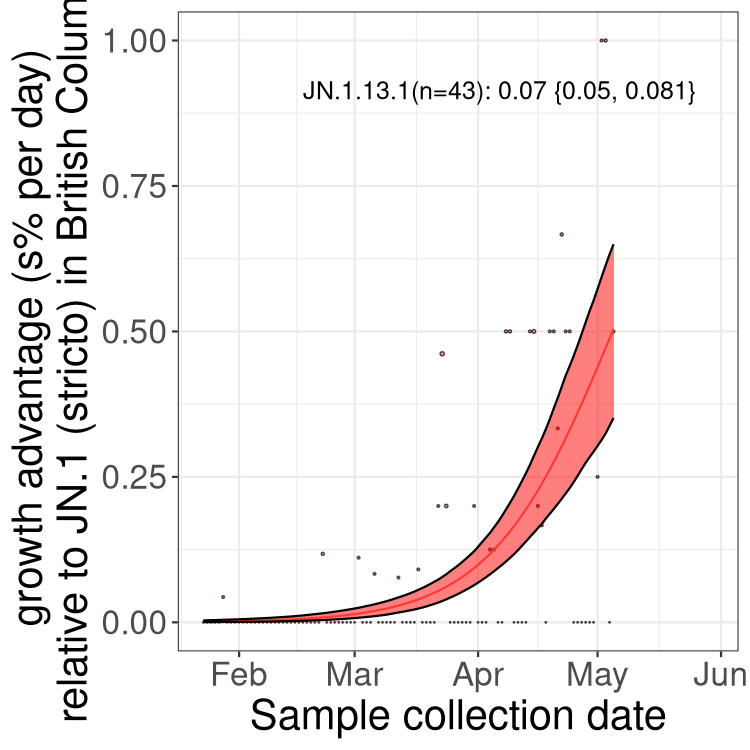 growth advantage (s% per day)
relative to JN.1 (stricto) in British Colum
1.00
0.75
0.50
0.25
0.00
JN.1.13.1(n=43): 0.07 {0.05, 0.081}
Feb Mar Apr May Jun
Sample collection date